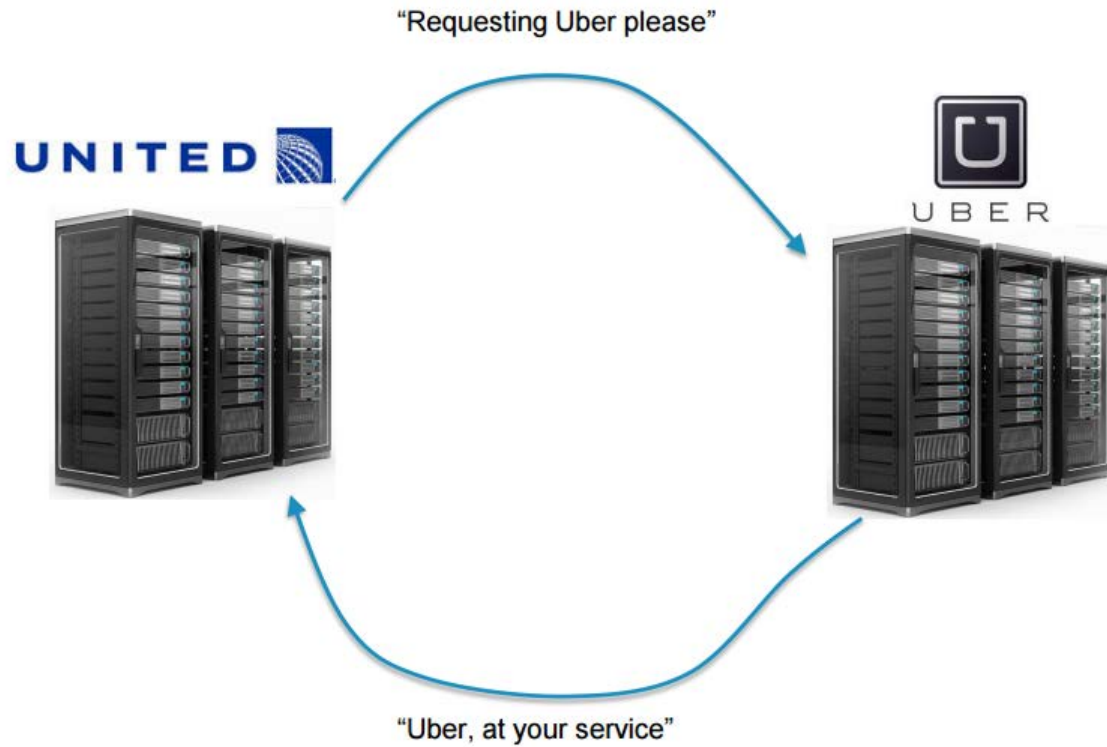 “Requesting Uber please”
UNITED
UBER
“Uber, at your service”